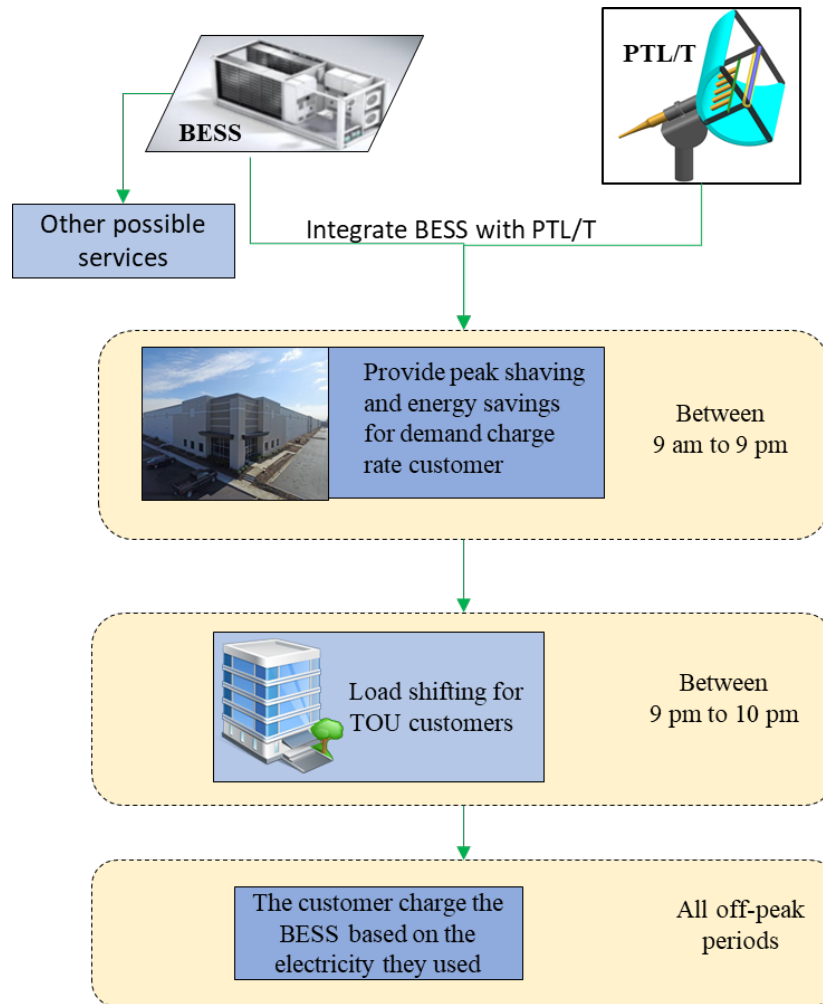 PTL/T
BESS
Other possible
services
Integrate BESS with PTL/T
Provide peak shaving
and energy savings
for demand charge
rate customer
Between
9 am to 9 pm
Load shifting for
TOU customers
Between
9 pm to 10 pm
The customer charge the
BESS based on the
electricity they used
All off-peak
periods